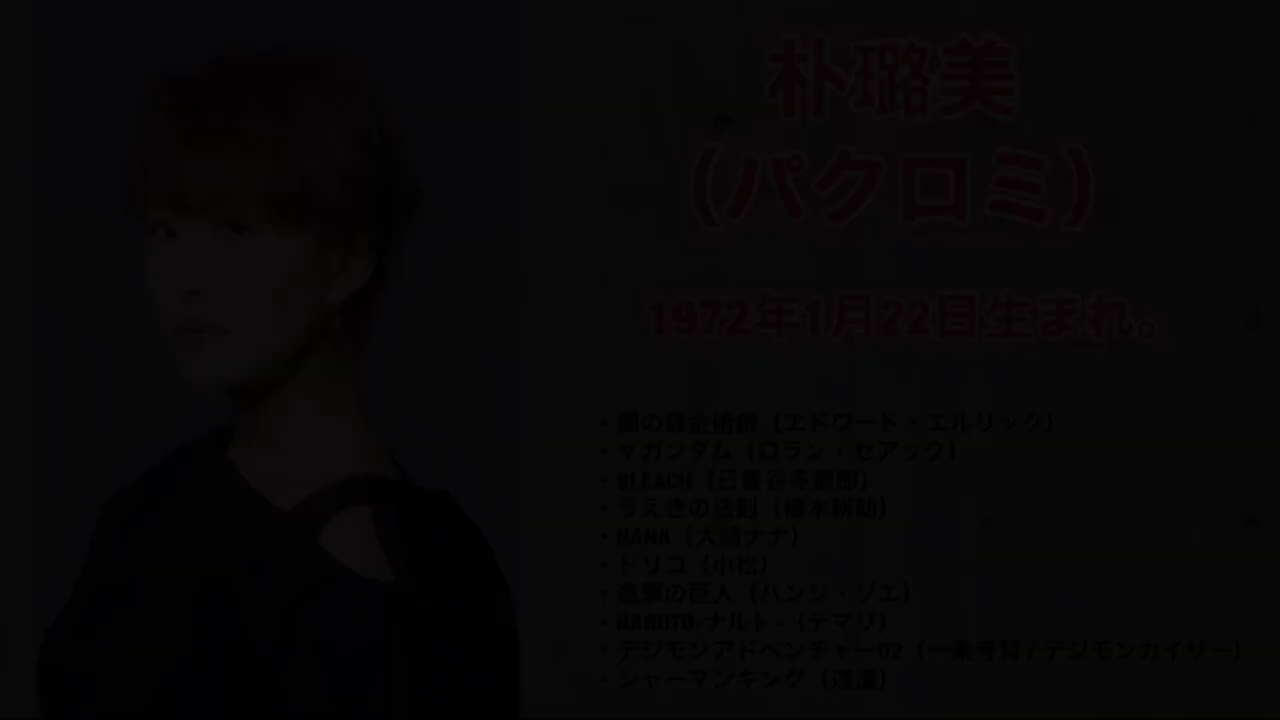 朴璐美
(パクロミ)
1972年1月22日生まれ。
・鋼の錬金術師（エドワード・エルリック）
・∀ガンダム（ロラン・セアック）
・BLEACH（日番谷冬獅郎）
・うえきの法則（植木耕助）
・NANA（大崎ナナ）
・トリコ（小松）
・進撃の巨人（ハンジ・ゾエ）
・NARUTO-ナルト-（テマリ）
・デジモンアドベンチャー02（一乗寺賢 / デジモンカイザー）
・シャーマンキング（道蓮）